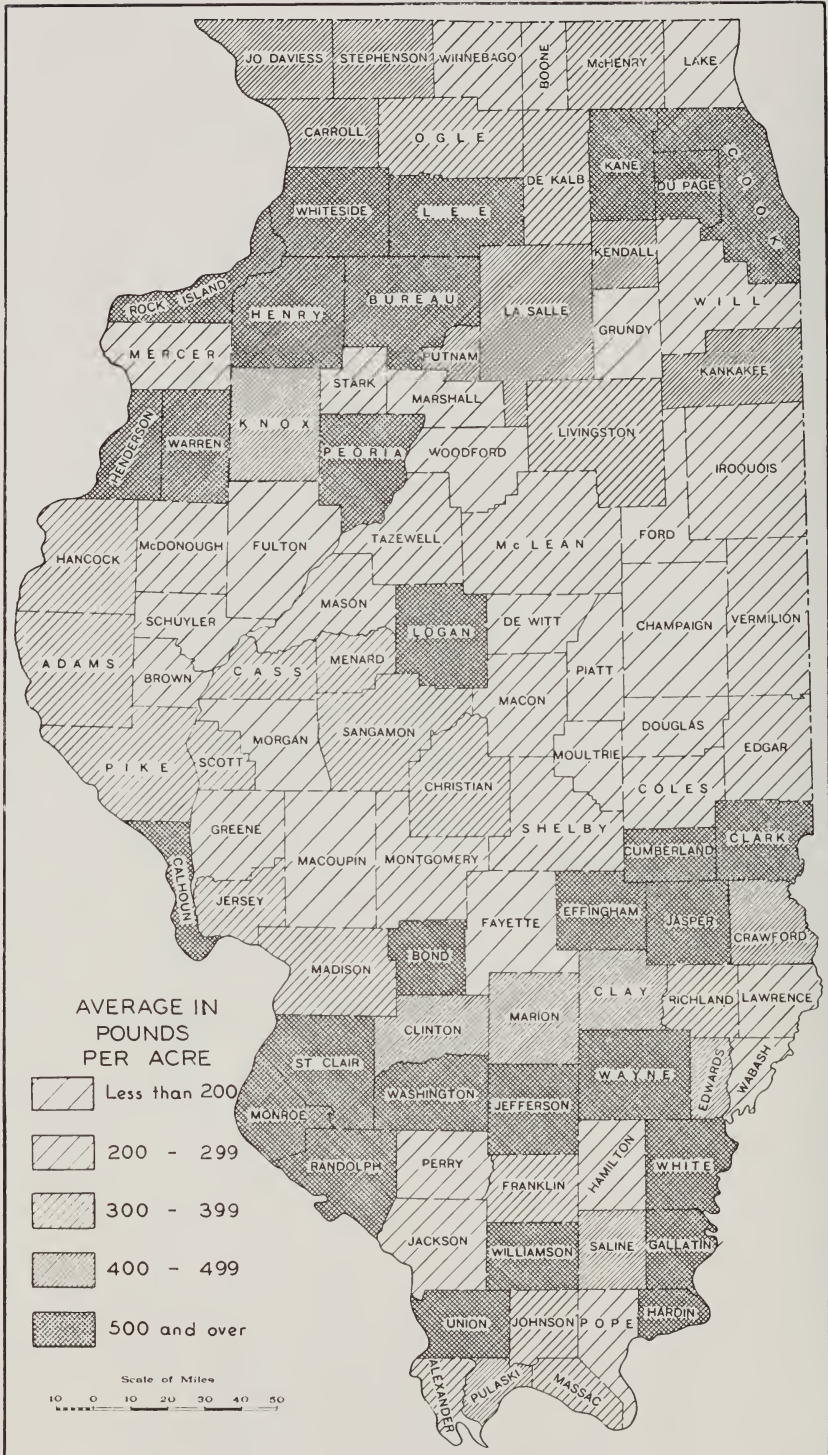 JO DAVIESS STEPHENSON WINNEBAGO BOONE McHENRY LAKE
CARROLL OGLE DE KALB KANE DU PAGE COOK
WHITESIDE LEE KENDALL
ROCK ISLAND HENRY BUREAU LA SALLE GRUNDY WILL
MERCER PUTNAM KANKAKEE
STARK MARSHALL
HENDERSON WARREN KNOX PEORIA WOODFORD LIVINGSTON IROQUOIS
HANCOCK McDONOUGH FULTON TAZEWELL McLEAN FORD
SCHUYLER MASON LOGAN DE WITT CHAMPAIGN VERMILION
ADAMS BROWN CASS MENARD MACON PIATT
PIKE SCOTT MORGAN SANGAMON MOULTRIE DOUGLAS EDGAR
CHRISTIAN COLES
GREENE MACOUPIN MONTGOMERY SHELBY CUMBERLAND CLARK
CALHOUN JERSEY FAYETTE EFFINGHAM JASPER CRAWFORD
MADISON BOND CLAY RICHLAND LAWRENCE
CLINTON MARION
ST CLAIR WASHINGTON JEFFERSON WAYNE EDWARDS WABASH
MONROE RANDOLPH PERRY FRANKLIN HAMILTON WHITE
JACKSON WILLIAMSON SALINE GALLATIN
UNION JOHNSON POPE HARDIN
ALEXANDER PULASKI MASSAC
AVERAGE IN
POUNDS
PER ACRE
Less than 200
200 - 299
300 - 399
400 - 499
500 and over
Scale of Miles
10 0 10 20 30 40 50